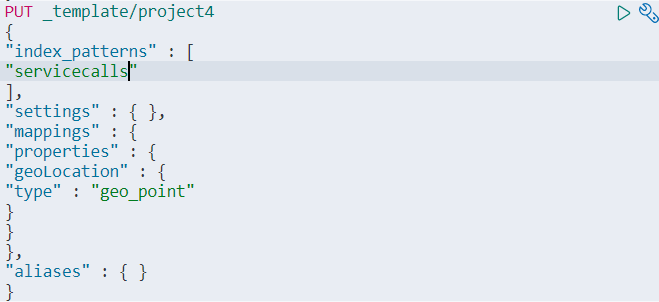 PUT _template/project4
{
"index_patterns" : [
"servicecalls"
],
"settings" : { },
"mappings" : {
"properties" : {
"geoLocation" : {
"type" : "geo_point"
}
}
},
"aliases" : { }
}